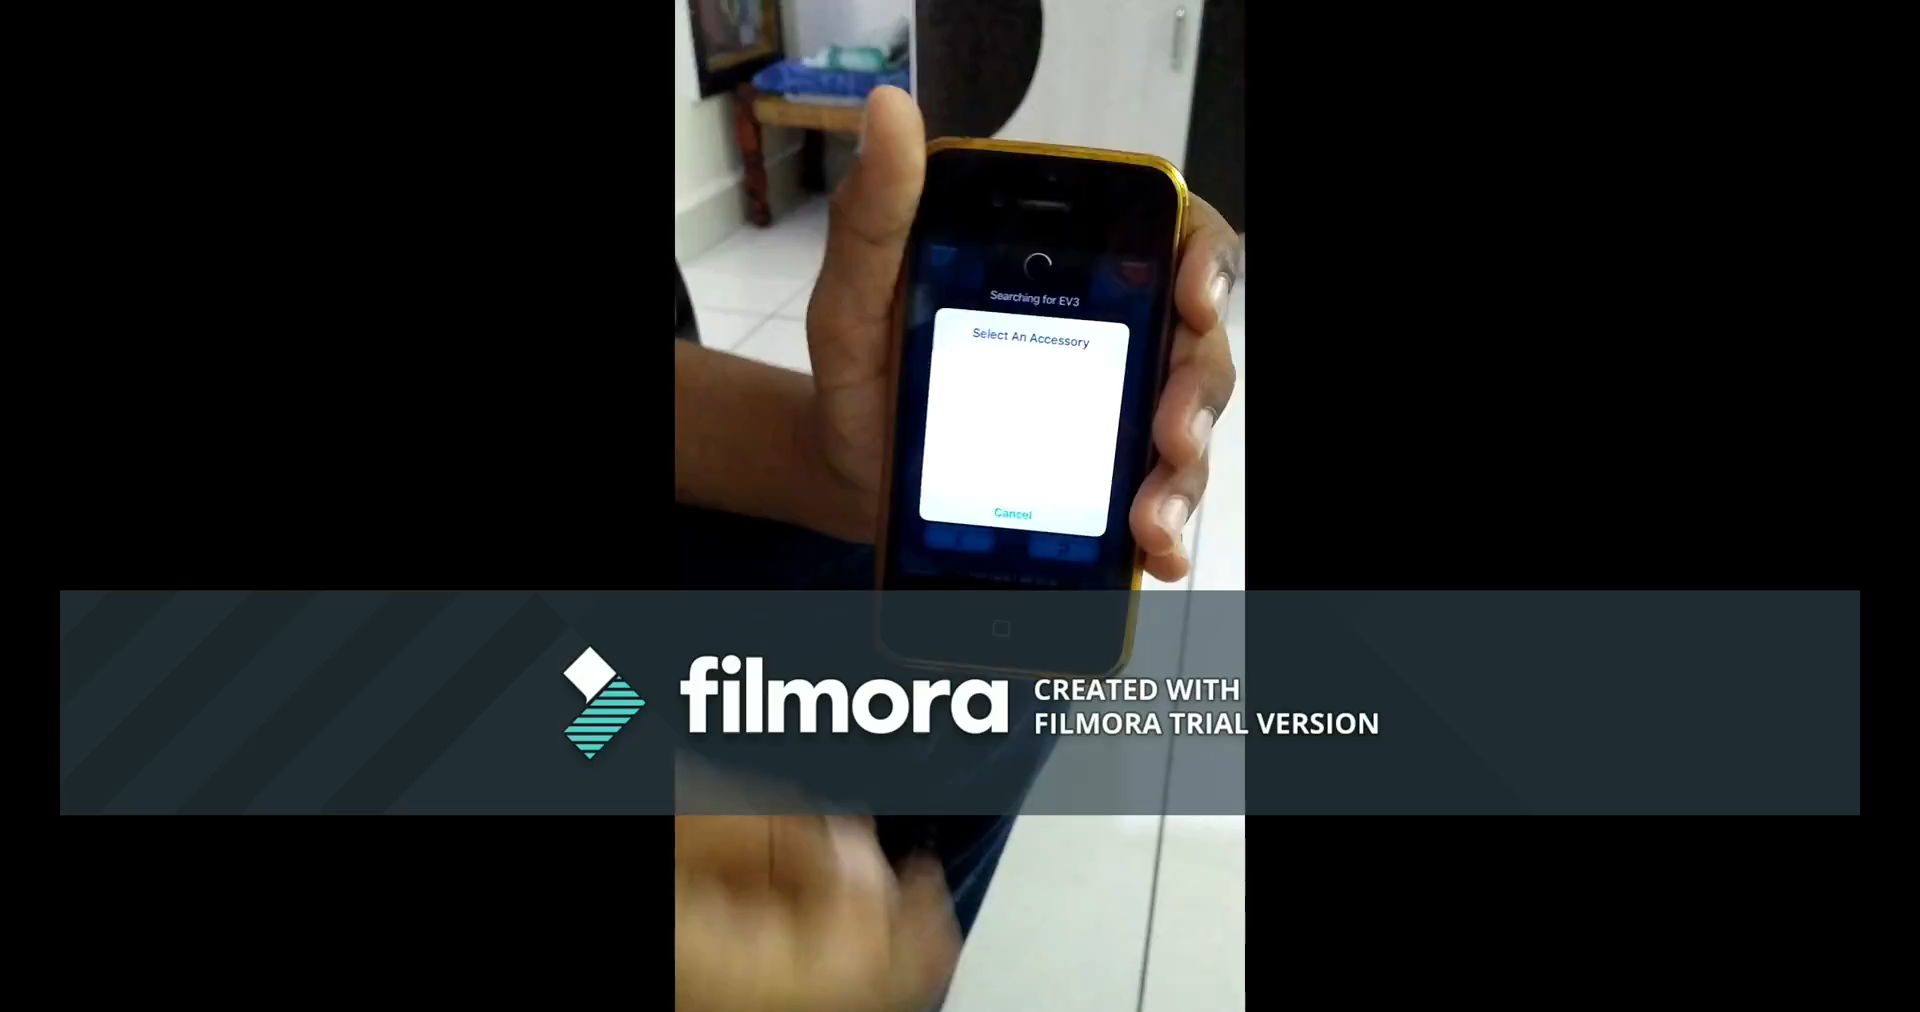 Searching for EV3
Select An Accessory
Cancel
filmora
CREATED WITH
FILMORA TRIAL VERSION